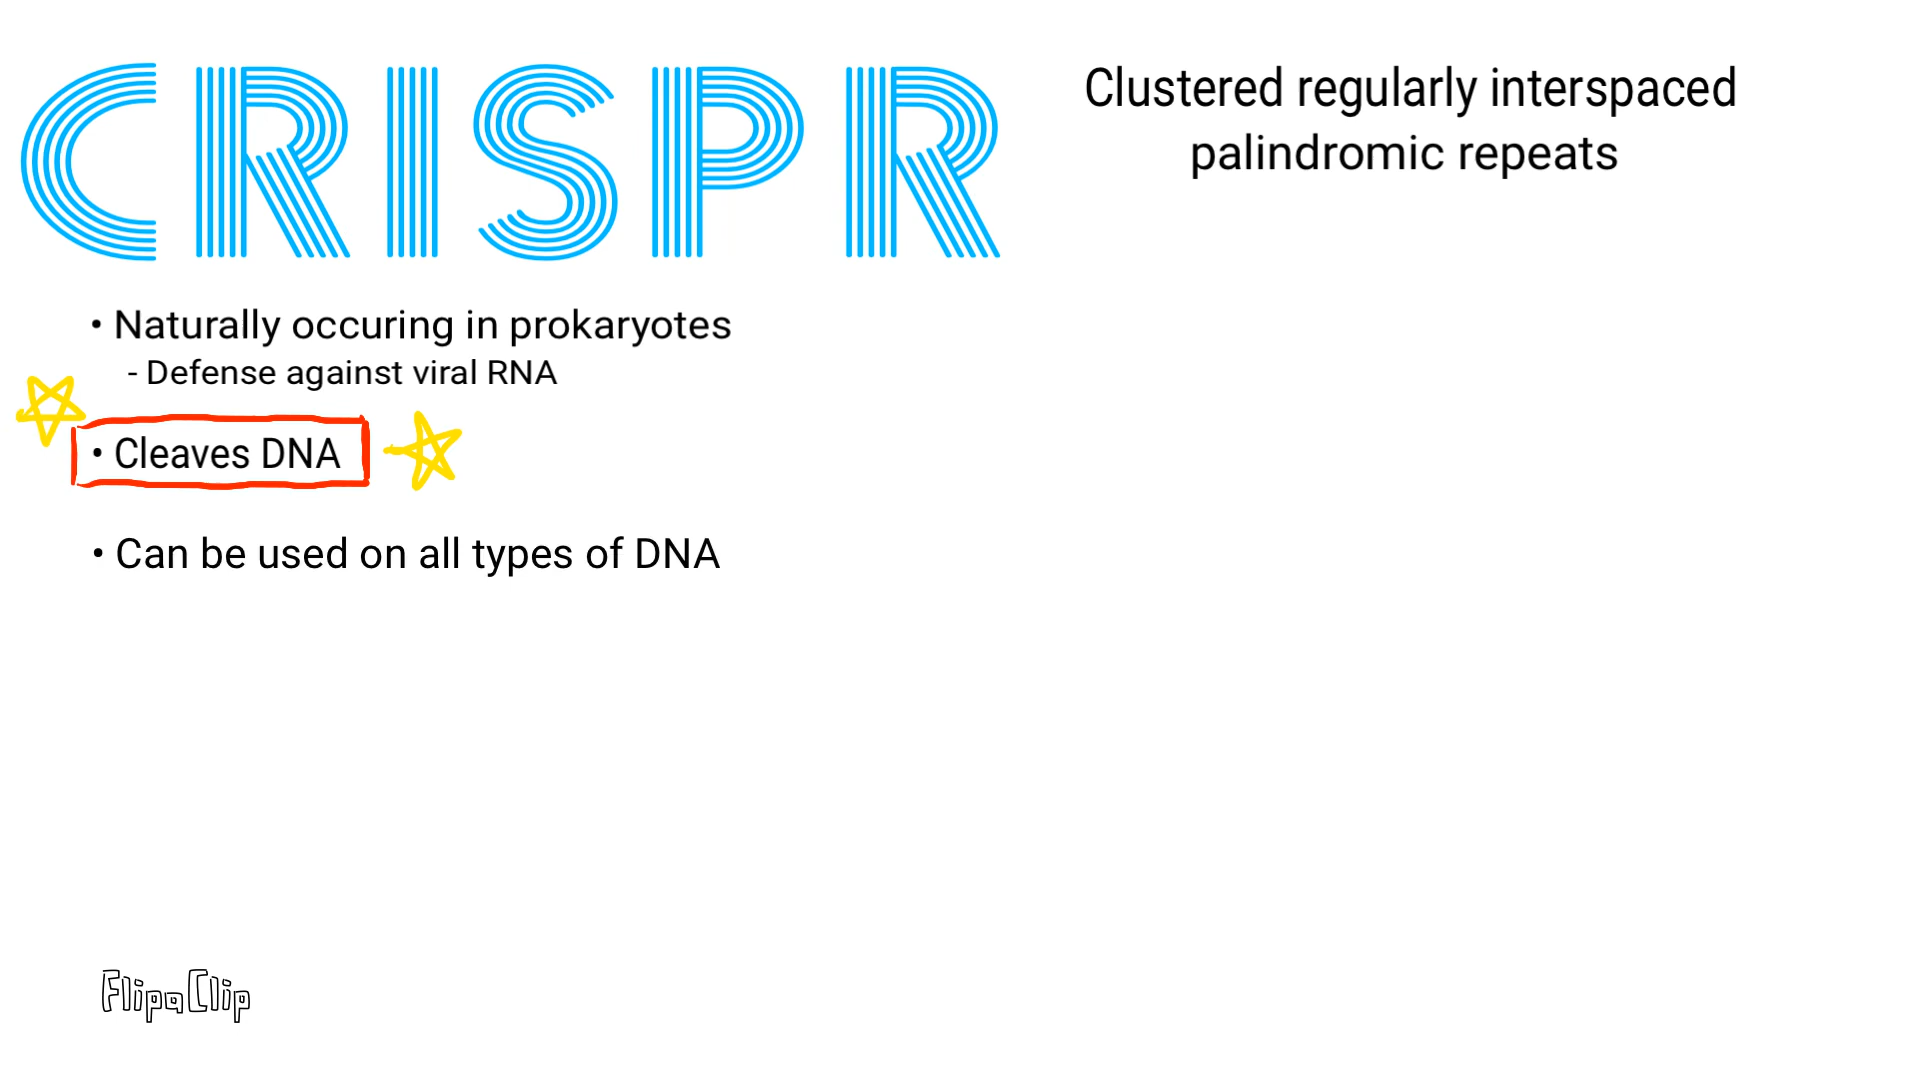 CRISPR
Clustered regularly interspaced
palindromic repeats
• Naturally occuring in prokaryotes
- Defense against viral RNA
• Cleaves DNA
• Can be used on all types of DNA
FlipaClip